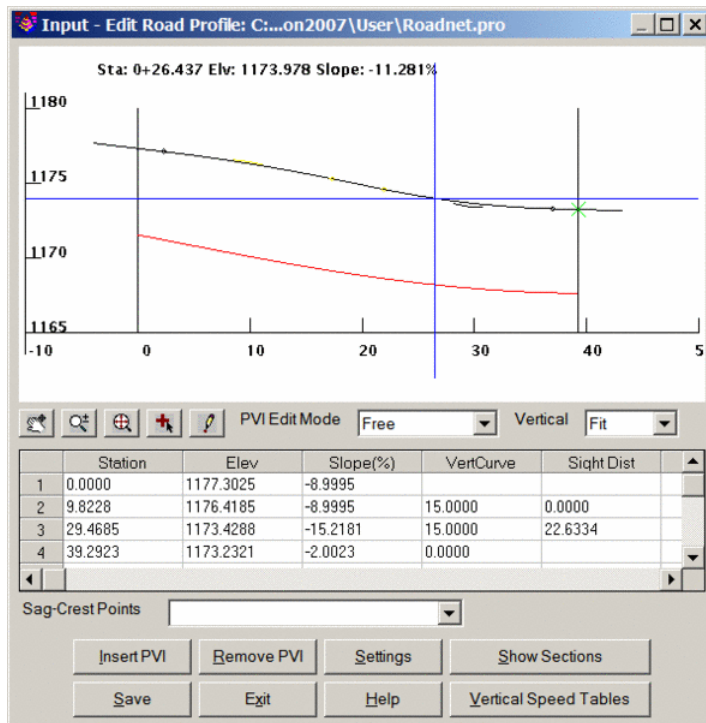 Input - Edit Road Profile: C:...on2007\User\Roadnet.pro
Sta: 0+26.437 Elv: 1173.978 Slope: -11.281%
1180
1175
1170
1165
-10 0 10 20 30 40 5
PVI Edit Mode Free Vertical Fit
Station Elev Slope(%) VertCurve Sight Dist
1 0.0000 1177.3025 -8.9995
2 9.8228 1176.4185 -8.9995 15.0000 0.0000
3 29.4685 1173.4288 -15.2181 15.0000 22.6334
4 39.2923 1173.2321 -2.0023 0.0000
Sag-Crest Points
Insert PVI Remove PVI Settings Show Sections
Save Exit Help Vertical Speed Tables